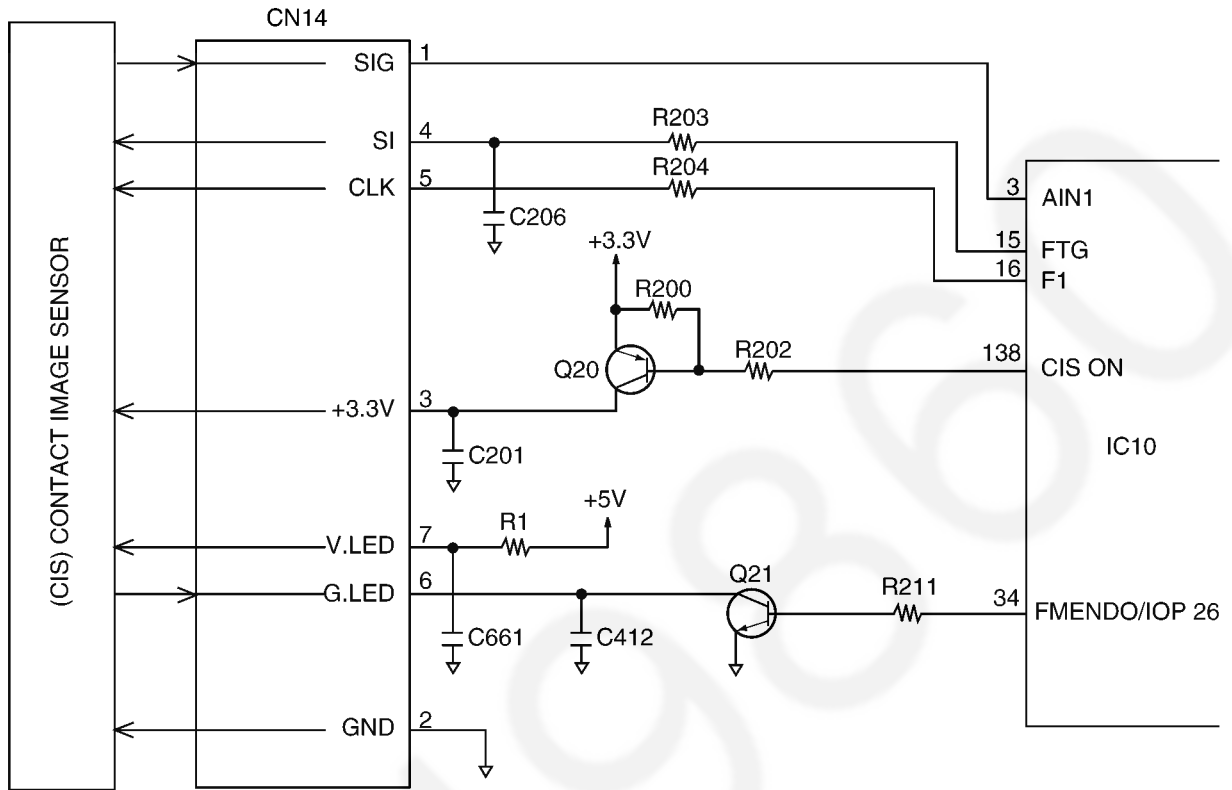 CN14
(CIS) CONTACT IMAGE SENSOR
SIG 1
SI 4
CLK 5
R203
R204
C206
3 AIN1
15 FTG
16 F1
+3.3V
R200
Q20
R202
138 CIS ON
+3.3V 3
C201
IC10
+5V
V.LED 7
R1
G.LED 6
Q21
R211
34 FMENDO/IOP 26
C661
C412
GND 2
9860